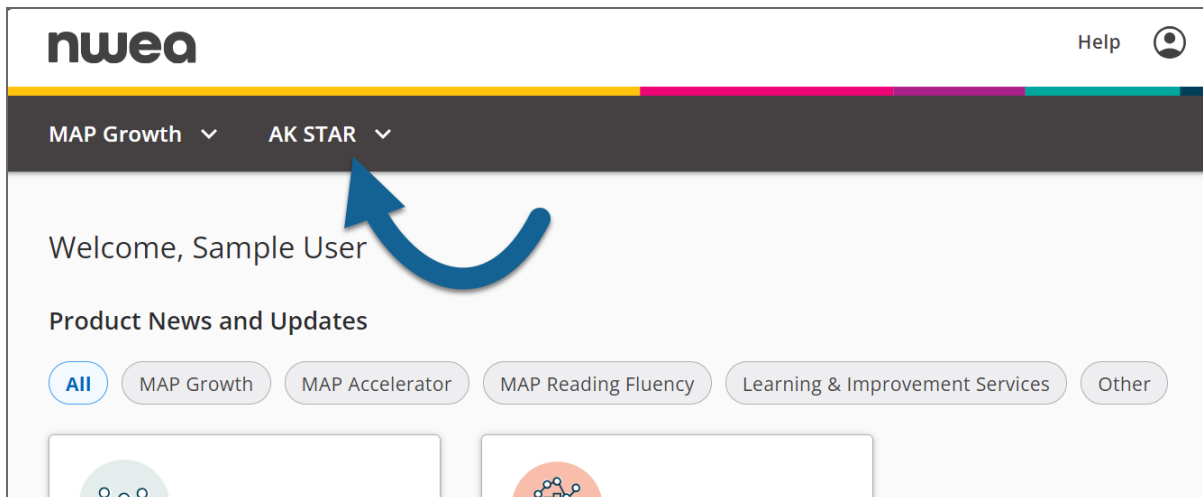 nwea
Help
MAP Growth AK STAR
Welcome, Sample User
Product News and Updates
All MAP Growth MAP Accelerator MAP Reading Fluency Learning & Improvement Services Other